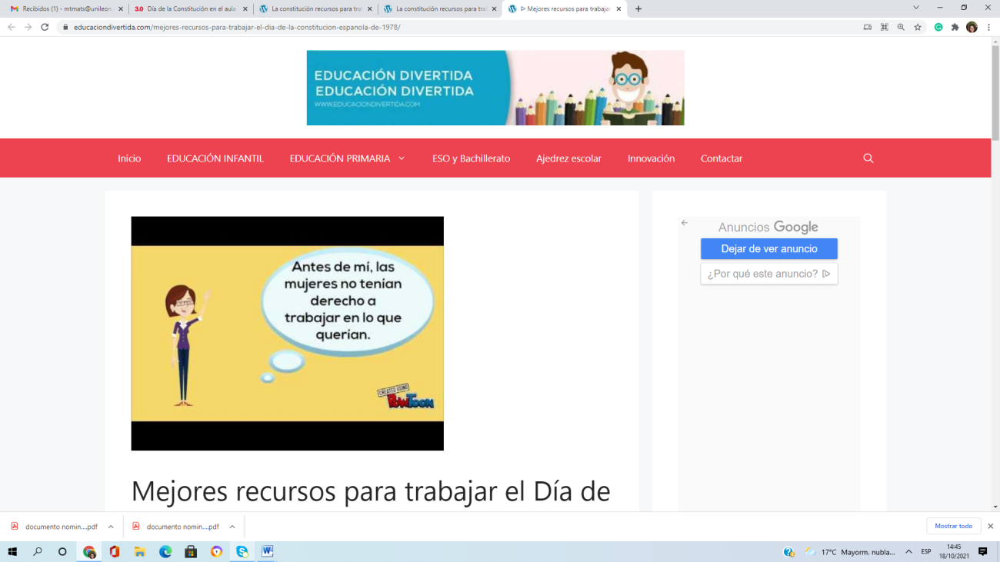 Recibidos (1) - mtmats@unileon.
3.0 Día de la Constitución en el aula
La constitución recursos para tra
La constitución recursos para tra
▷ Mejores recursos para trabajar
educaciondivertida.com/mejores-recursos-para-trabajar-el-dia-de-la-constitucion-espanola-de-1978/
EDUCACIÓN DIVERTIDA
EDUCACIÓN DIVERTIDA
WWW.EDUCACIONDIVERTIDA.COM
Inicio EDUCACIÓN INFANTIL EDUCACIÓN PRIMARIA ESO y Bachillerato Ajedrez escolar Innovación Contactar
Antes de mí, las
mujeres no tenían
derecho a
trabajar en lo que
querían.
CREATED USING
POWTOON
Anuncios Google
Dejar de ver anuncio
¿Por qué este anuncio?
Mejores recursos para trabajar el Día de
documento nomin....pdf
documento nomin....pdf
Mostrar todo
17°C Mayorm. nubla...
ESP
14:45
18/10/2021